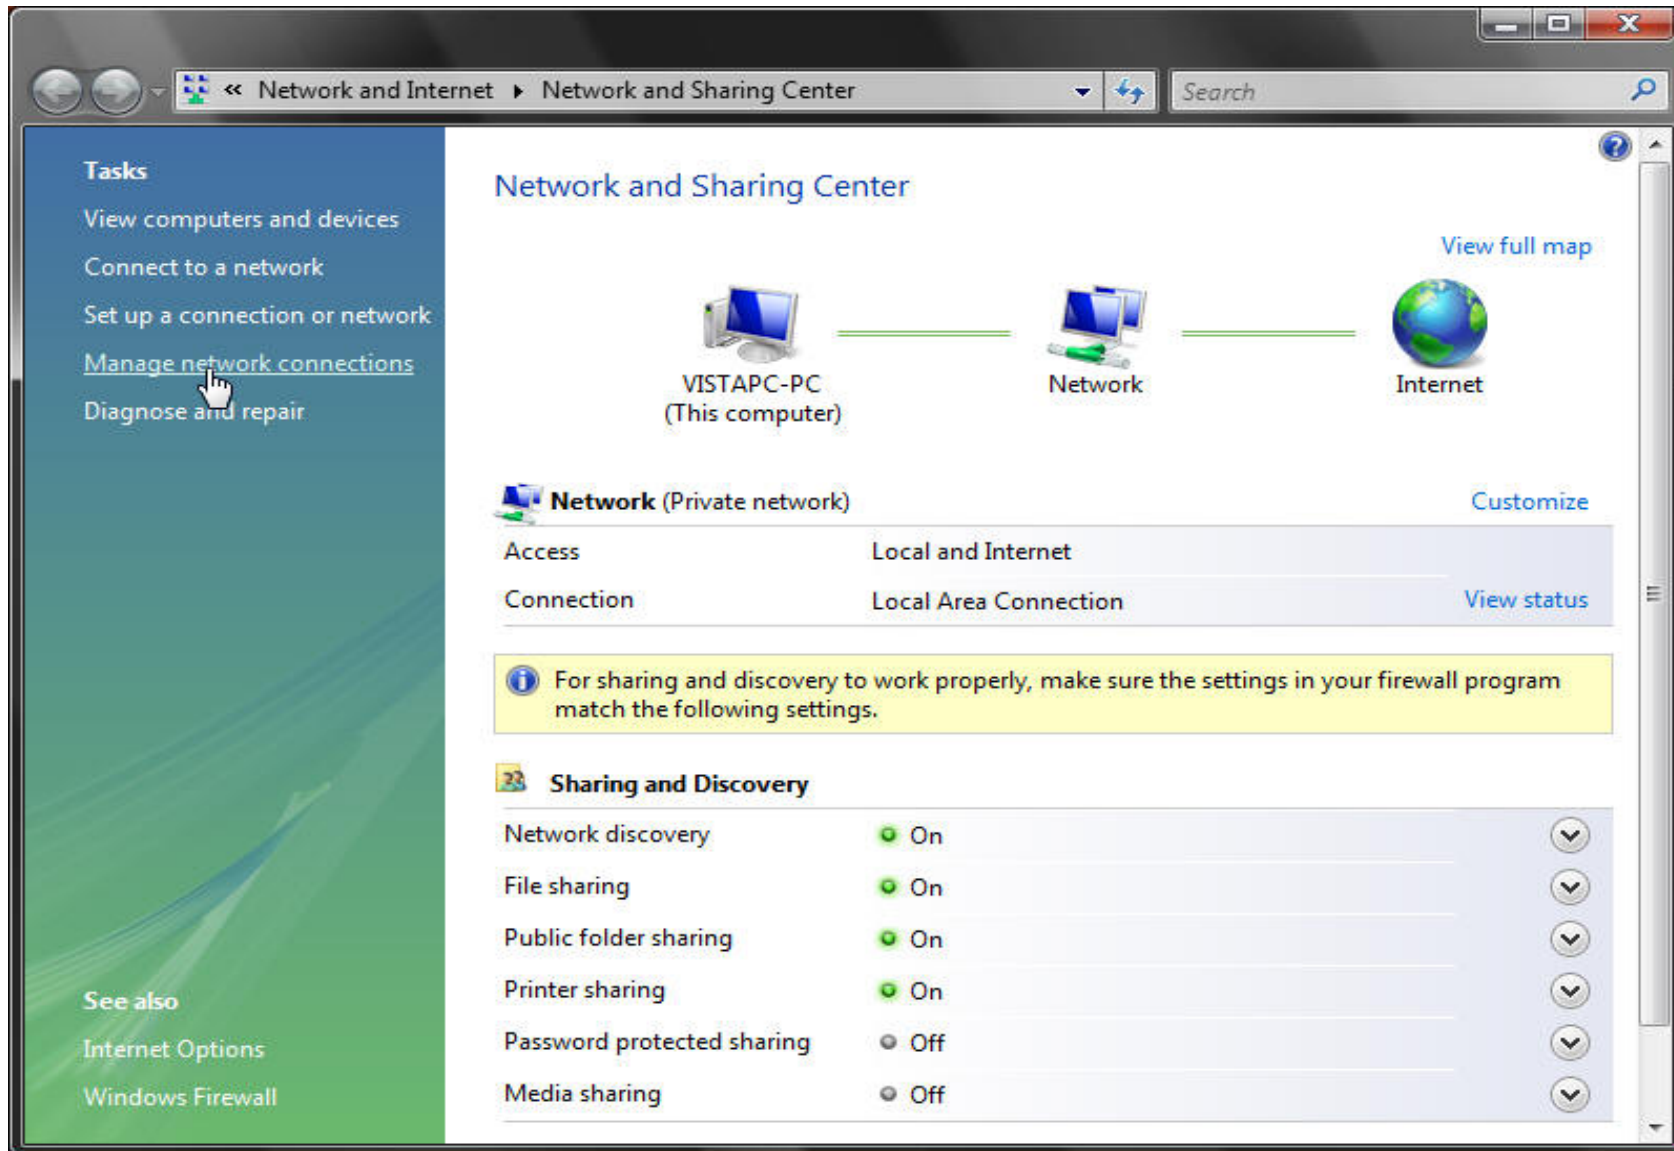 « Network and Internet ▸ Network and Sharing Center
Search
Tasks
View computers and devices
Connect to a network
Set up a connection or network
Manage network connections
Diagnose and repair
See also
Internet Options
Windows Firewall
Network and Sharing Center
View full map
VISTAPC-PC
(This computer)
Network
Internet
Network (Private network)
Customize
Access
Local and Internet
Connection
Local Area Connection
View status
For sharing and discovery to work properly, make sure the settings in your firewall program
match the following settings.
Sharing and Discovery
Network discovery
On
File sharing
On
Public folder sharing
On
Printer sharing
On
Password protected sharing
Off
Media sharing
Off